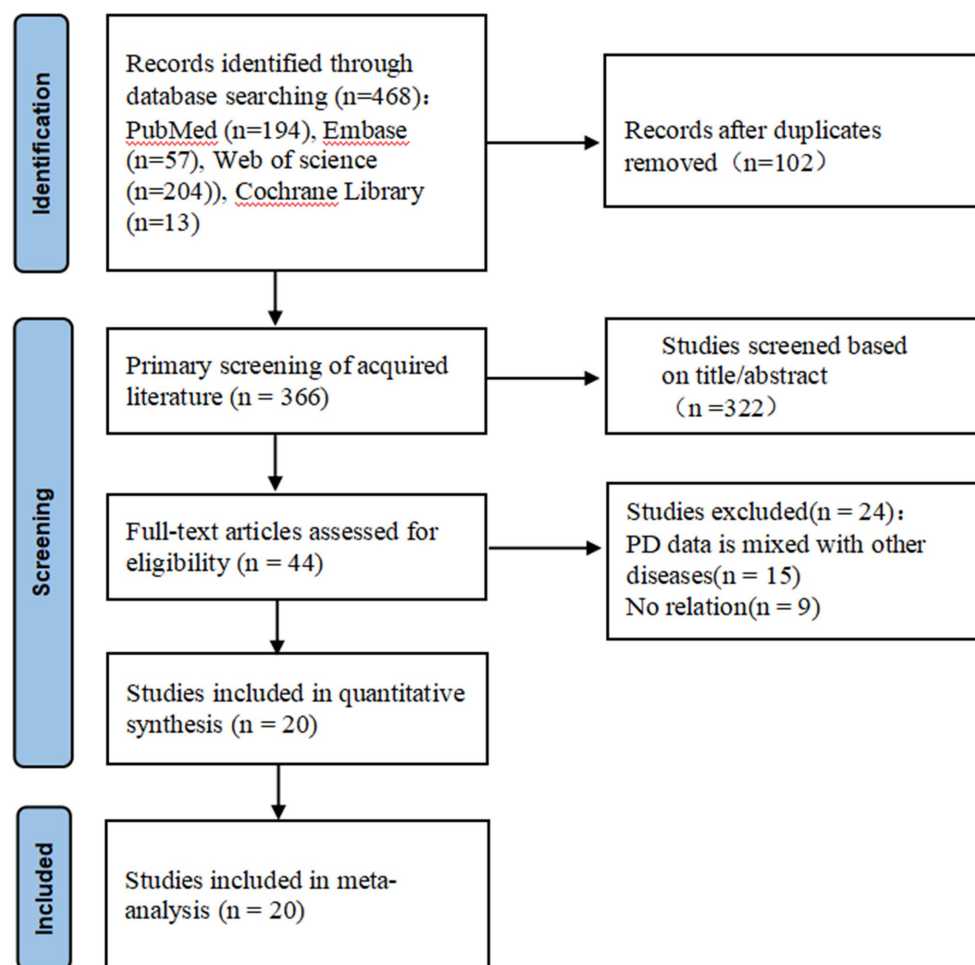 Identification
Records identified through
database searching (n=468)：
PubMed (n=194), Embase
(n=57), Web of science
(n=204)), Cochrane Library
(n=13)
Records after duplicates
removed （n=102）
Screening
Primary screening of acquired
literature (n = 366)
Studies screened based
on title/abstract
（n =322）
Full-text articles assessed for
eligibility (n = 44)
Studies excluded(n = 24)：
PD data is mixed with other
diseases(n = 15)
No relation(n = 9)
Studies included in quantitative
synthesis (n = 20)
Included
Studies included in meta-
analysis (n = 20)